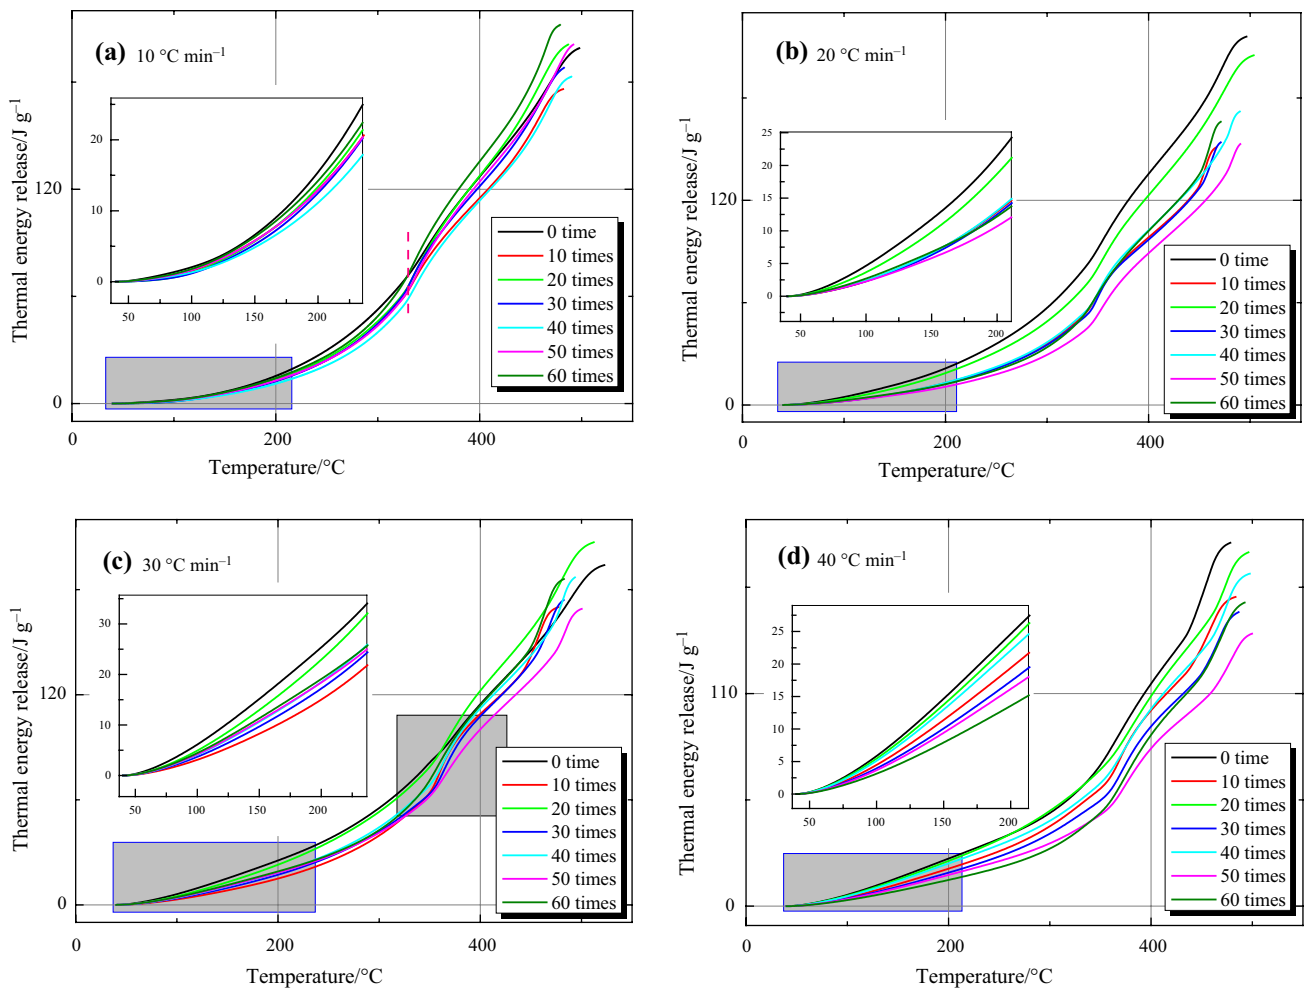 (a) 10 °C min⁻¹
Thermal energy release/J g⁻¹
120
0
20
10
0
50 100 150 200
0 time
10 times
20 times
30 times
40 times
50 times
60 times
0 200 400
Temperature/°C
(b) 20 °C min⁻¹
Thermal energy release/J g⁻¹
120
0
25
20
15
10
5
0
50 100 150 200
0 time
10 times
20 times
30 times
40 times
50 times
60 times
0 200 400
Temperature/°C
(c) 30 °C min⁻¹
Thermal energy release/J g⁻¹
120
0
30
20
10
0
50 100 150 200
0 time
10 times
20 times
30 times
40 times
50 times
60 times
0 200 400
Temperature/°C
(d) 40 °C min⁻¹
Thermal energy release/J g⁻¹
110
0
25
20
15
10
5
0
50 100 150 200
0 time
10 times
20 times
30 times
40 times
50 times
60 times
0 200 400
Temperature/°C